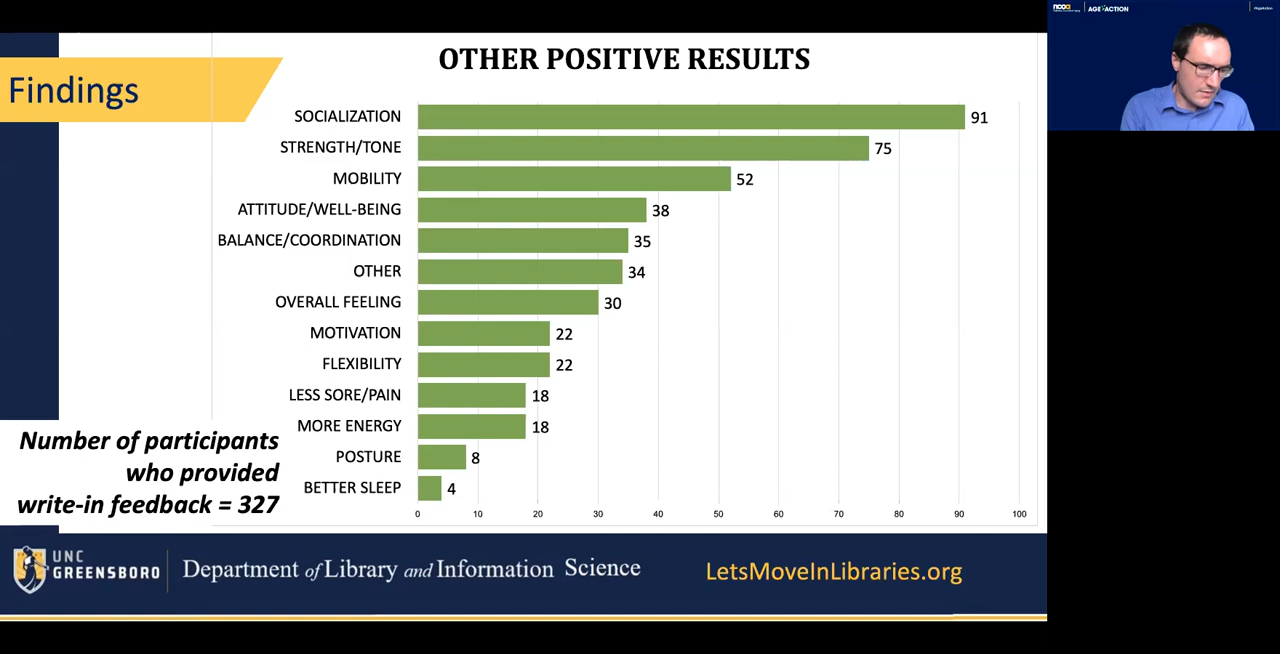 OTHER POSITIVE RESULTS
Findings
SOCIALIZATION 91
STRENGTH/TONE 75
MOBILITY 52
ATTITUDE/WELL-BEING 38
BALANCE/COORDINATION 35
OTHER 34
OVERALL FEELING 30
MOTIVATION 22
FLEXIBILITY 22
LESS SORE/PAIN 18
MORE ENERGY 18
POSTURE 8
BETTER SLEEP 4
0 10 20 30 40 50 60 70 80 90 100
Number of participants
who provided
write-in feedback = 327
UNC
GREENSBORO
Department of Library and Information Science
LetsMoveInLibraries.org
ncoa
AGE+ACTION